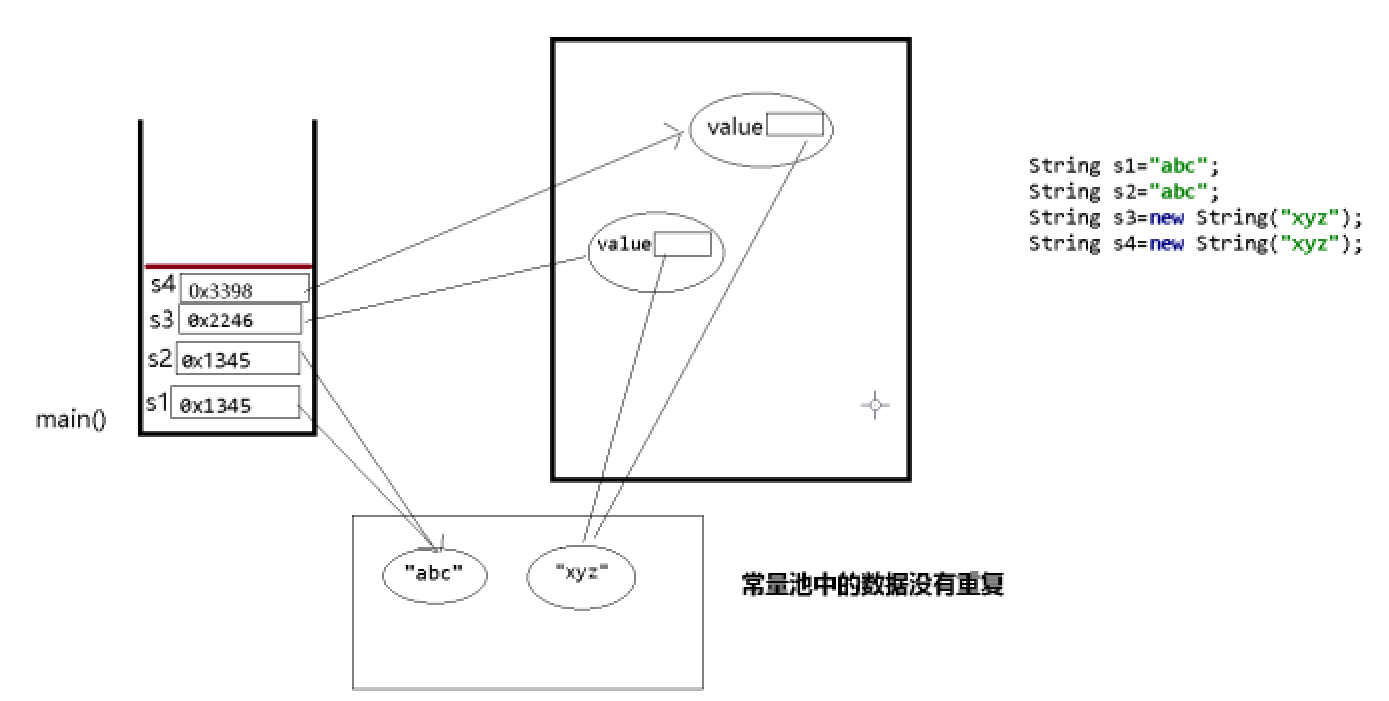 value
String s1="abc";
String s2="abc";
String s3=new String("xyz");
String s4=new String("xyz");
value
s4 0x3398
s3 0x2246
s2 0x1345
s1 0x1345
main()
"abc"
"xyz"
常量池中的数据没有重复